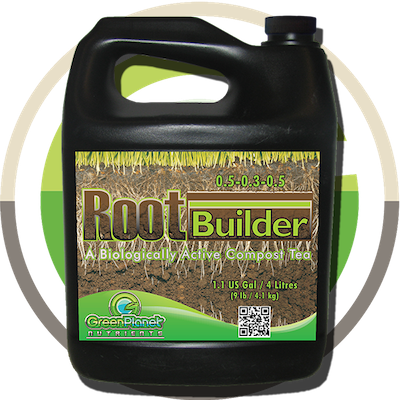 0.5-0.3-0.5
Root Builder
A Biologically Active Compost Tea
1.1 US Gal / 4 Litres
(9 lb / 4.1 kg)
GreenPlanet
NUTRIENTS